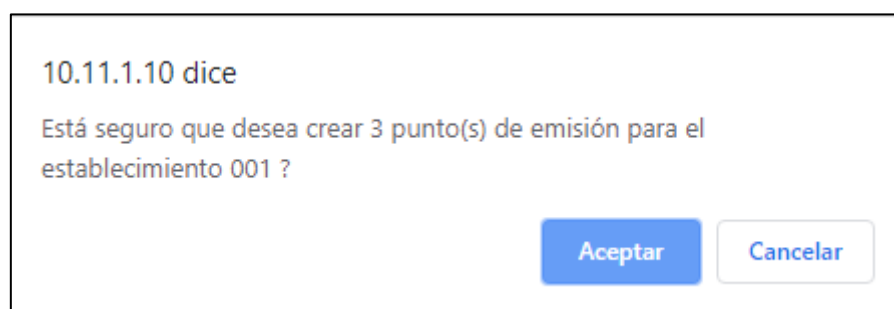 10.11.1.10 dice
Está seguro que desea crear 3 punto(s) de emisión para el
establecimiento 001 ?
Aceptar
Cancelar